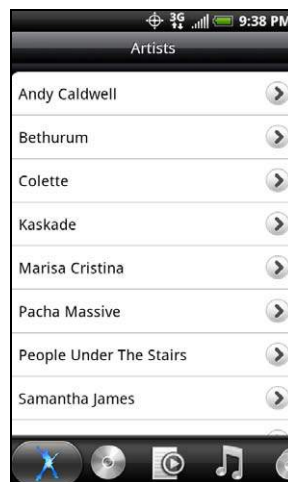 3G 9:38 PM
Artists
Andy Caldwell
Bethurum
Colette
Kaskade
Marisa Cristina
Pacha Massive
People Under The Stairs
Samantha James